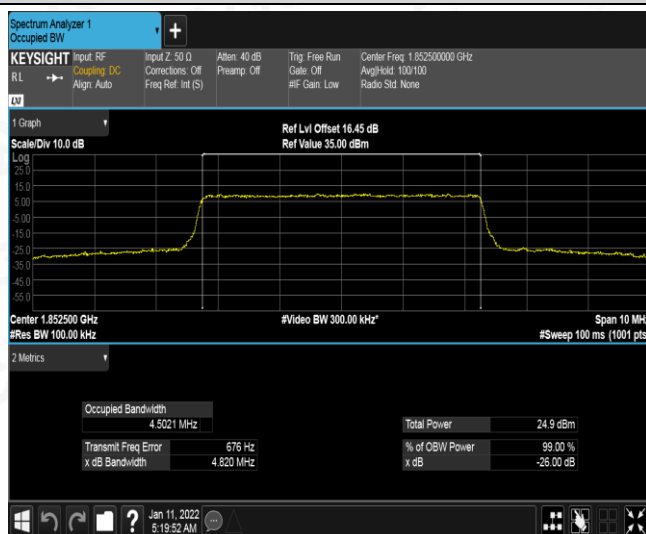 Spectrum Analyzer 1
Occupied BW
+
KEYSIGHT
R L
LXI
Input: RF
Coupling: DC
Align: Auto
Input Z: 50 Ω
Corrections: Off
Freq Ref: Int (S)
Atten: 40 dB
Preamp: Off
Trig: Free Run
Gate: Off
#IF Gain: Low
Center Freq: 1.852500000 GHz
Avg|Hold: 100/100
Radio Std: None
1 Graph
Scale/Div 10.0 dB
Ref Lvl Offset 16.45 dB
Ref Value 35.00 dBm
Log
25.0
15.0
5.00
-5.00
-15.0
-25.0
-35.0
-45.0
-55.0
Center 1.852500 GHz
#Res BW 100.00 kHz
#Video BW 300.00 kHz*
Span 10 MHz
#Sweep 100 ms (1001 pts
2 Metrics
Occupied Bandwidth
4.5021 MHz
Transmit Freq Error 676 Hz
x dB Bandwidth 4.820 MHz
Total Power 24.9 dBm
% of OBW Power 99.00 %
x dB -26.00 dB
?
Jan 11, 2022
5:19:52 AM